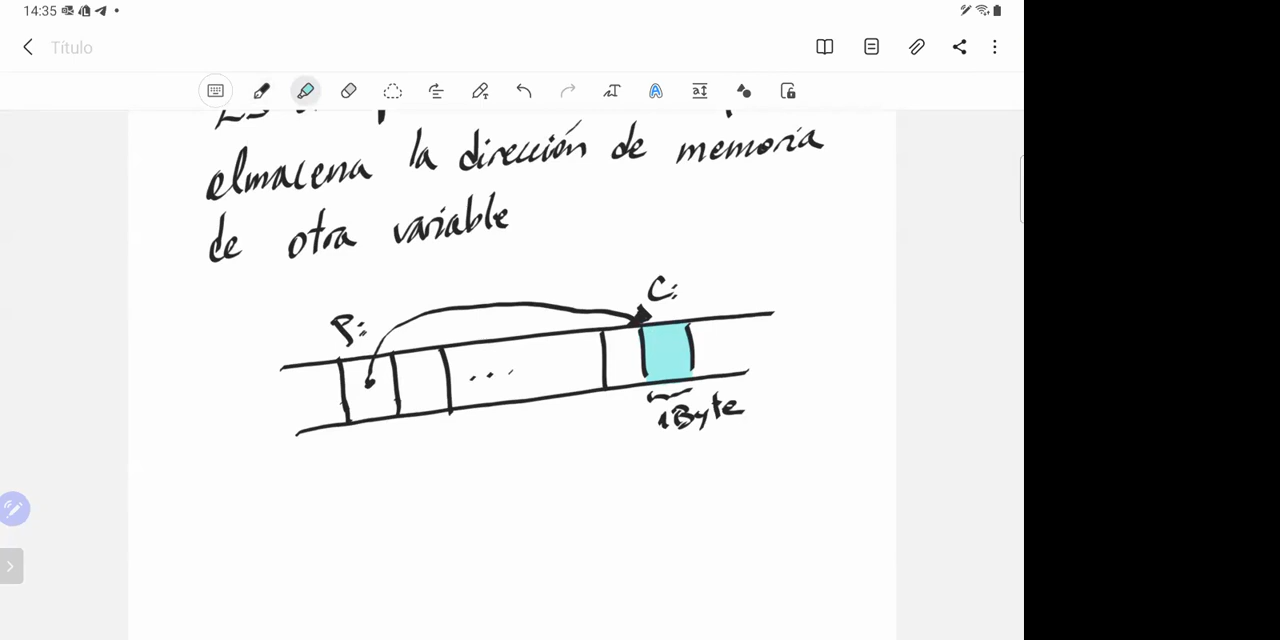 14:35
Título
almacena la dirección de memoria
de otra variable
C:
P:
...
1Byte